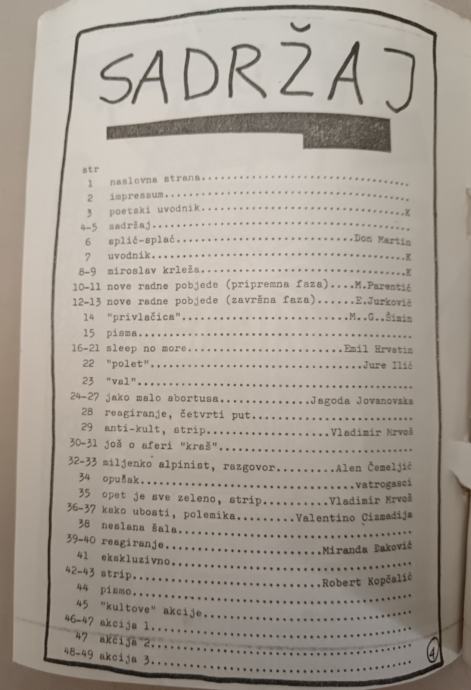 SADRŽAJ
str
1 naslovna strana................................
2 impressum.....................................
3 poetski uvodnik..............................K
4-5 sadržaj.....................................
6 splić-splać........................Don Martin
7 uvodnik......................................K
8-9 miroslav krleža..............................K
10-11 nove radne pobjede (pripremna faza)....M.Parentić
12-13 nove radne pobjede (završna faza).....E.Jurković
14 "privlačica"........................M..G..Šimin
15 pisma.......................................
16-21 sleep no more.....................Emil Hrvatin
22 "polet"..............................Jure Ilić
23 "val".......................................
24-27 jako malo abortusa...........Jagoda Jovanovska
28 reagiranje, četvrti put.....................
29 anti-kult, strip................Vladimir Mrvoš
30-31 još o aferi "kraš".........................
32-33 miljenko alpinist, razgovor.........Alen Čemeljić
34 opušak...............................vatrogasci
35 opet je sve zeleno, strip.........Vladimir Mrvoš
36-37 kako ubosti, polemika........Valentino Čizmadija
38 neslana šala................................
39-40 reagiranje......................Miranda Đaković
41 ekskluzivno.................................
42-43 strip...........................Robert Kopčalić
44 pismo.......................................
45 "kultove" akcije............................
46-47 akcija 1...................................
47 akcija 2....................................
48-49 akcija 3...................................
4